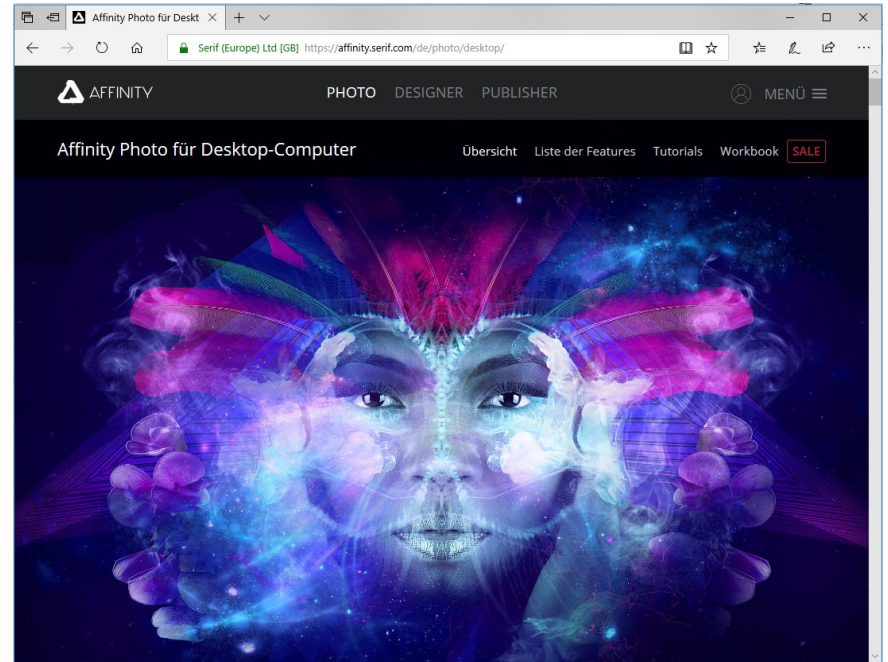 Affinity Photo für Deskt
Serif (Europe) Ltd [GB] https://affinity.serif.com/de/photo/desktop/
AFFINITY PHOTO DESIGNER PUBLISHER MENÜ
Affinity Photo für Desktop-Computer Übersicht Liste der Features Tutorials Workbook SALE